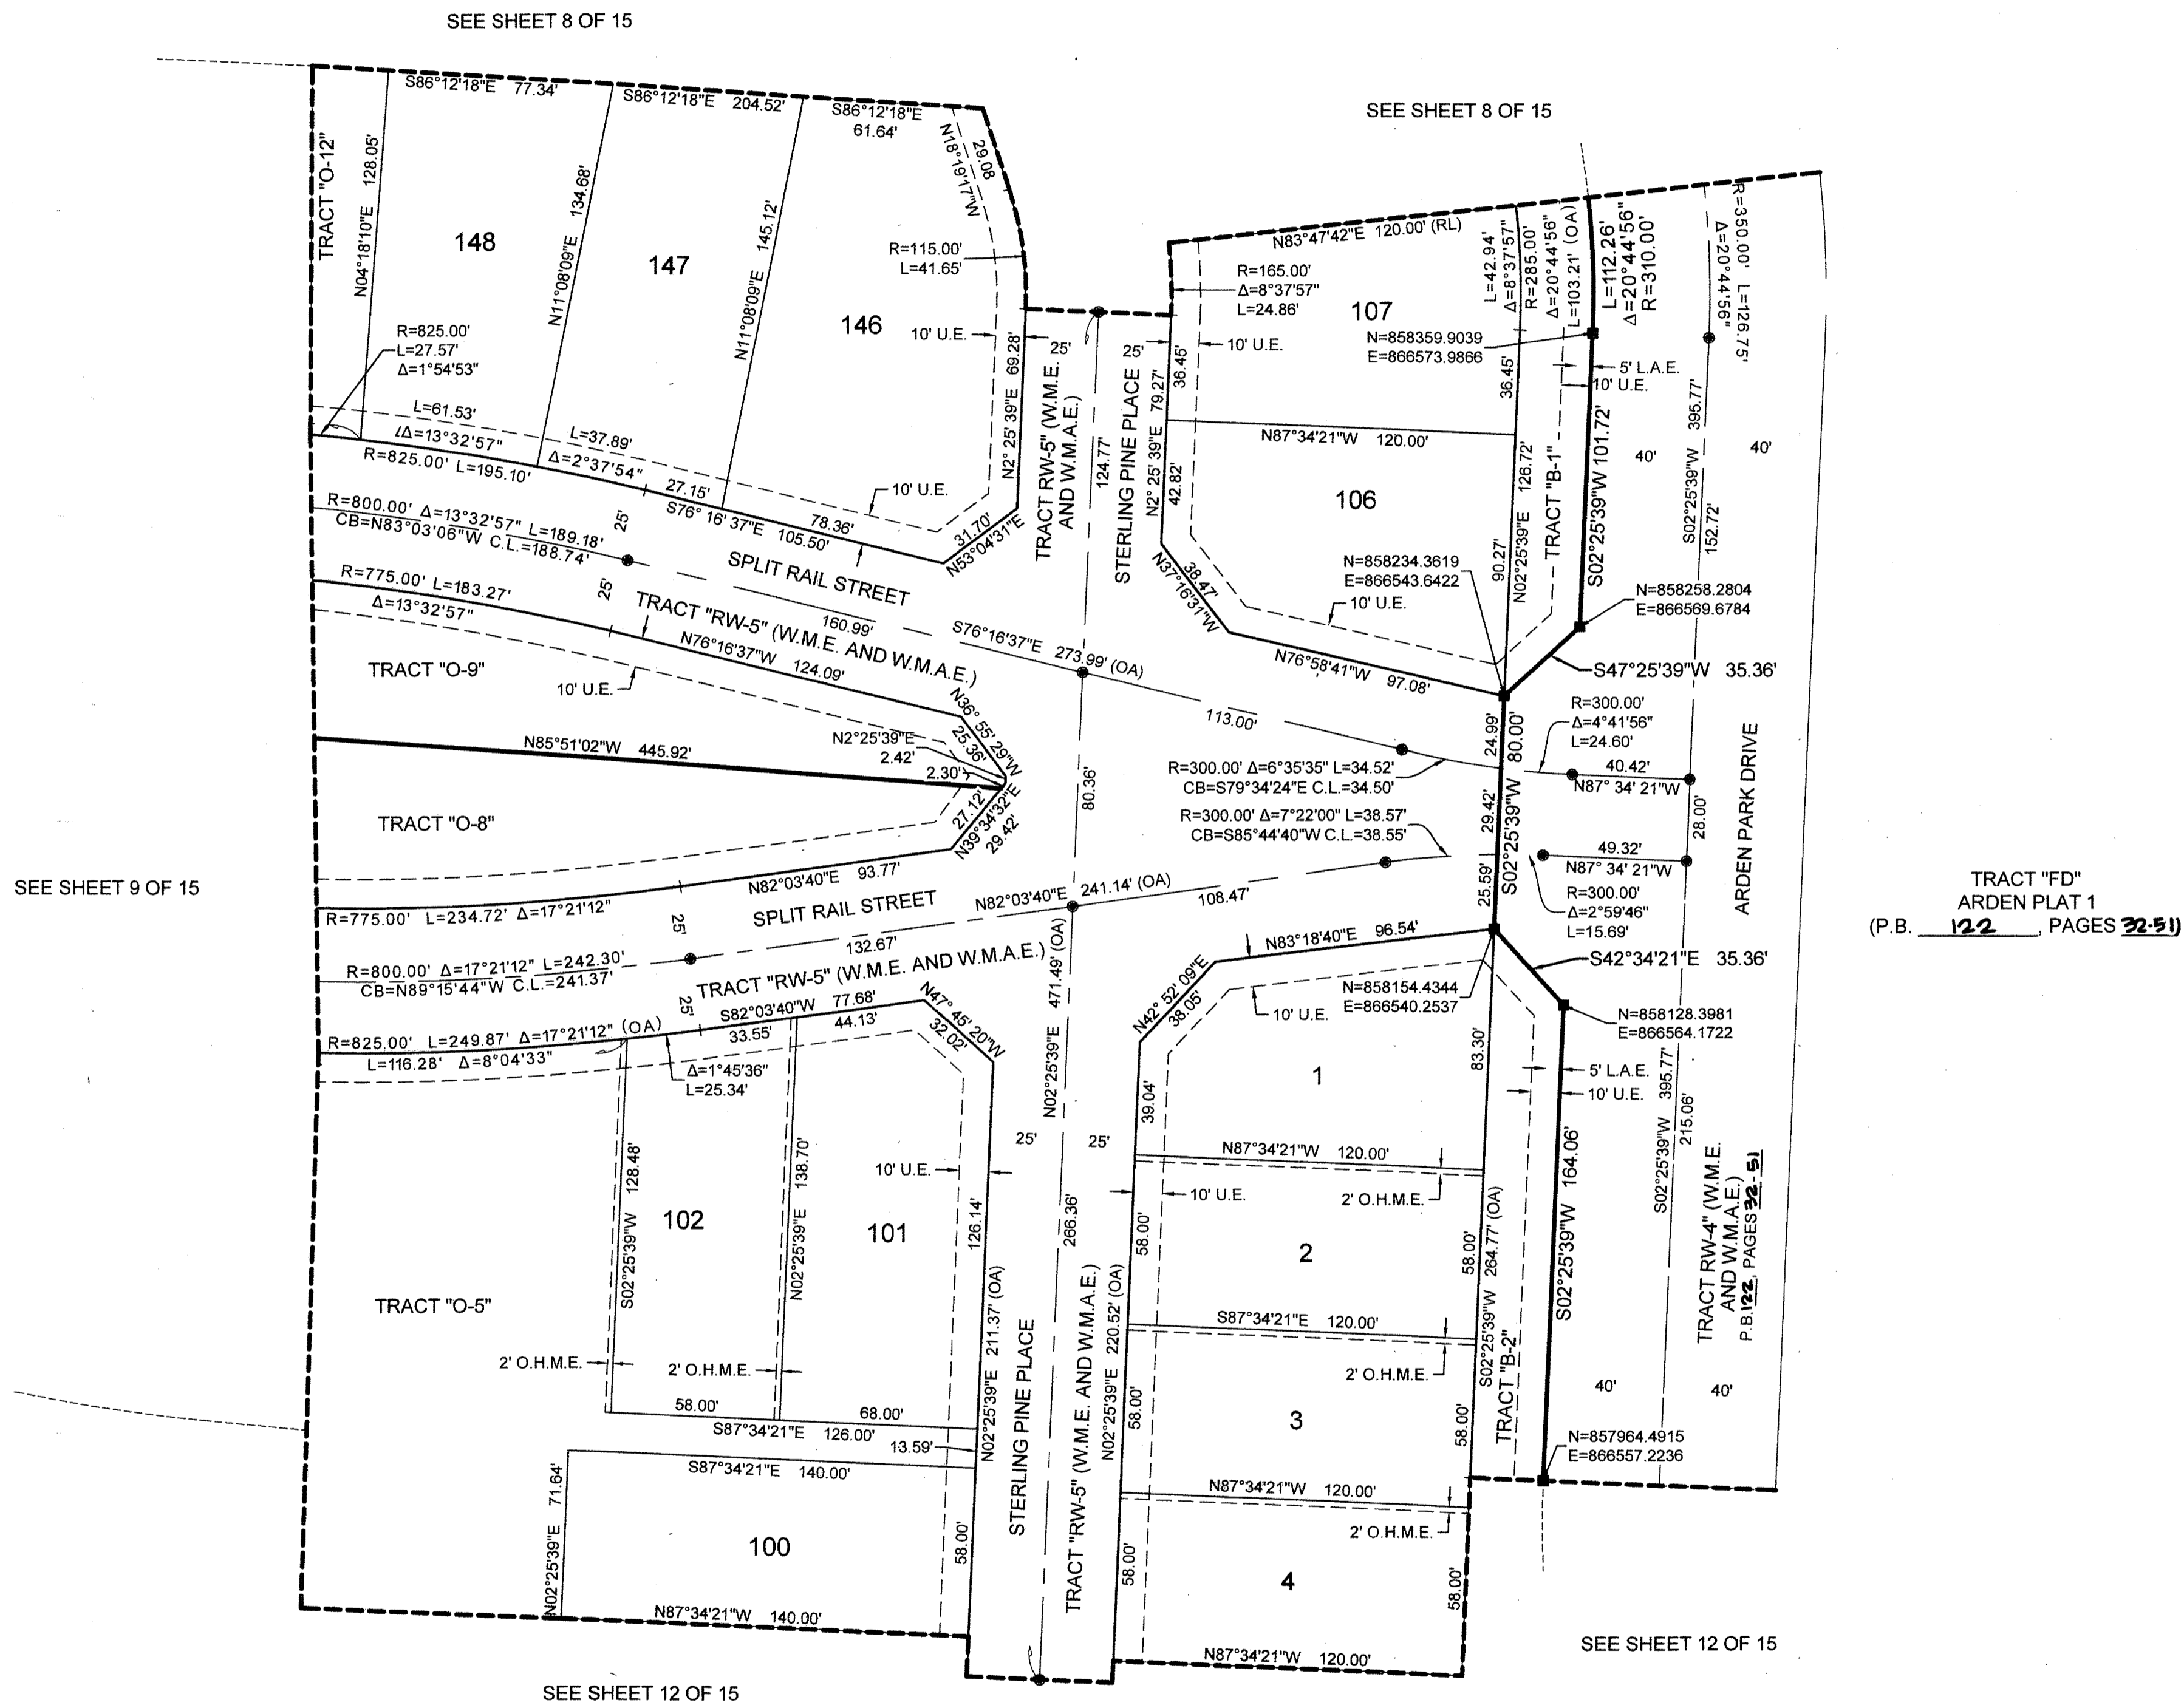 SEE SHEET 8 OF 15
SEE SHEET 8 OF 15
S86°12'18"E 77.34'
S86°12'18"E 204.52'
S86°12'18"E
61.64'
TRACT "O-12"
N04°18'10"E 128.05'
148
N11°08'09"E 134.68'
147
N11°08'09"E 145.12'
146
29.08
N18°19'17"W
R=115.00'
L=41.65'
10' U.E.
N2° 25' 39"E 69.28'
R=825.00'
L=27.57'
Δ=1°54'53"
L=61.53'
Δ=13°32'57"
R=825.00' L=195.10'
L=37.89'
Δ=2°37'54"
27.15'
S76° 16' 37"E 105.50'
78.36'
10' U.E.
31.70'
N53°04'31"E
25'
TRACT RW-5" (W.M.E.
AND W.M.A.E.)
124.77'
STERLING PINE PLACE
25'
N83°47'42"E 120.00' (RL)
R=165.00'
Δ=8°37'57"
L=24.86'
107
10' U.E.
36.45'
N2° 25' 39"E 79.27'
42.82'
N87°34'21"W 120.00'
106
38.47'
N37°16'31"W
10' U.E.
N76°58'41"W 97.08'
L=42.94'
Δ=8°37'57"
R=285.00'
Δ=20°44'56"
L=103.21' (OA)
L=112.26'
Δ=20°44'56"
R=310.00'
R=350.00' L=126.75'
Δ=20°44'56"
N=858359.9039
E=866573.9866
36.45'
5' L.A.E.
10' U.E.
S02°25'39"W 101.72'
S02°25'39"W 395.77'
152.72'
40'
40'
N02°25'39"E 126.72'
90.27'
TRACT "B-1"
N=858234.3619
E=866543.6422
N=858258.2804
E=866569.6784
S47°25'39"W 35.36'
R=800.00' Δ=13°32'57" L=189.18'
CB=N83°03'06"W C.L.=188.74'
25'
25'
SPLIT RAIL STREET
R=775.00' L=183.27'
Δ=13°32'57"
TRACT "RW-5" (W.M.E. AND W.M.A.E.)
160.99'
N76°16'37"W 124.09'
S76°16'37"E 273.99' (OA)
113.00'
TRACT "O-9"
10' U.E.
N36° 55' 29"W
25.36'
N2°25'39"E
2.42'
2.30'
N85°51'02"W 445.92'
80.36'
TRACT "O-8"
27.12'
N39°34'32"E
29.42'
N82°03'40"E 93.77'
R=300.00' Δ=6°35'35" L=34.52'
CB=S79°34'24"E C.L.=34.50'
R=300.00' Δ=7°22'00" L=38.57'
CB=S85°44'40"W C.L.=38.55'
24.99'
29.42'
25.59'
S02°25'39"W 80.00'
R=300.00'
Δ=4°41'56"
L=24.60'
40.42'
N87° 34' 21"W
28.00'
49.32'
N87° 34' 21"W
R=300.00'
Δ=2°59'46"
L=15.69'
ARDEN PARK DRIVE
TRACT "FD"
ARDEN PLAT 1
(P.B. 122, PAGES 32-51)
SEE SHEET 9 OF 15
R=775.00' L=234.72' Δ=17°21'12"
25'
SPLIT RAIL STREET
N82°03'40"E 241.14' (OA)
108.47'
132.67'
R=800.00' Δ=17°21'12" L=242.30'
CB=N89°15'44"W C.L.=241.37'
25'
TRACT "RW-5" (W.M.E. AND W.M.A.E.)
S82°03'40"W 77.68'
33.55'
44.13'
R=825.00' L=249.87' Δ=17°21'12" (OA)
L=116.28' Δ=8°04'33"
Δ=1°45'36"
L=25.34'
N47° 45' 20"W
32.02'
N02°25'39"E 471.49' (OA)
N83°18'40"E 96.54'
N42° 52' 09"E
38.05'
10' U.E.
N=858154.4344
E=866540.2537
S42°34'21"E 35.36'
N=858128.3981
E=866564.1722
1
39.04'
83.30'
5' L.A.E.
10' U.E.
25'
25'
N87°34'21"W 120.00'
2' O.H.M.E.
10' U.E.
10' U.E.
S02°25'39"W 128.48'
102
N02°25'39"E 138.70'
101
126.14'
266.36'
58.00'
2
58.00'
S02°25'39"W 264.77' (OA)
S02°25'39"W 164.06'
S02°25'39"W 395.77'
215.06'
TRACT RW-4" (W.M.E.
AND W.M.A.E.)
P.B.122, PAGES 32-51
TRACT "O-5"
S87°34'21"E 120.00'
2' O.H.M.E.
2' O.H.M.E.
2' O.H.M.E.
58.00'
68.00'
S87°34'21"E 126.00'
13.59'
N02°25'39"E 211.37' (OA)
STERLING PINE PLACE
TRACT "RW-5" (W.M.E. AND W.M.A.E.)
N02°25'39"E 220.52' (OA)
58.00'
3
58.00'
TRACT "B-2"
40'
40'
N=857964.4915
E=866557.2236
S87°34'21"E 140.00'
N87°34'21"W 120.00'
2' O.H.M.E.
N02°25'39"E 71.64'
100
58.00'
58.00'
4
58.00'
N87°34'21"W 140.00'
N87°34'21"W 120.00'
SEE SHEET 12 OF 15
SEE SHEET 12 OF 15